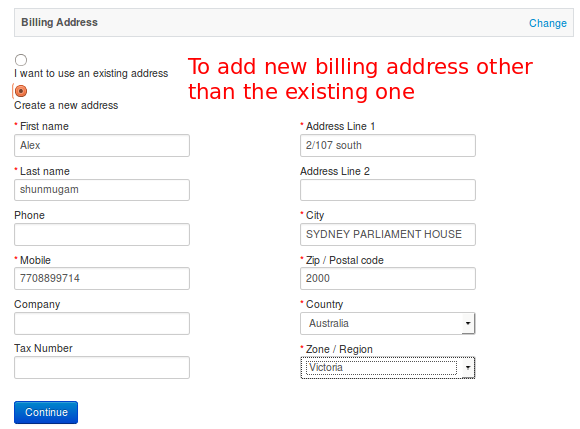 Billing Address
Change
I want to use an existing address
To add new billing address other
than the existing one
Create a new address
* First name
Alex
* Last name
shunmugam
Phone
* Mobile
7708899714
Company
Tax Number
* Address Line 1
2/107 south
Address Line 2
* City
SYDNEY PARLIAMENT HOUSE
* Zip / Postal code
2000
* Country
Australia
* Zone / Region
Victoria
Continue